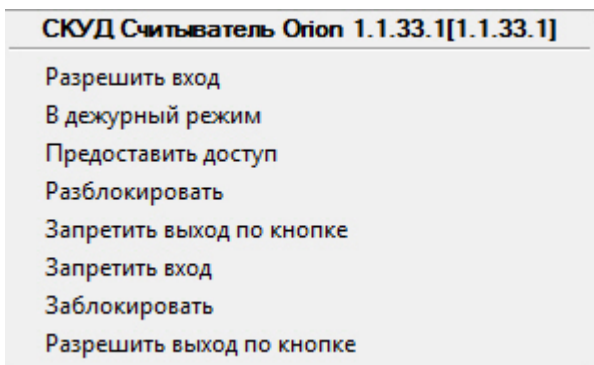 СКУД Считыватель Orion 1.1.33.1[1.1.33.1]
Разрешить вход
В дежурный режим
Предоставить доступ
Разблокировать
Запретить выход по кнопке
Запретить вход
Заблокировать
Разрешить выход по кнопке